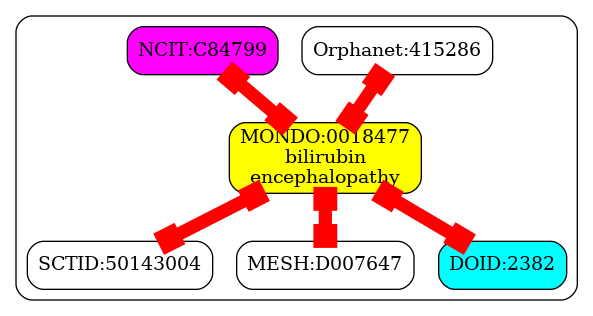 NCIT:C84799
Orphanet:415286
MONDO:0018477
bilirubin
encephalopathy
SCTID:50143004
MESH:D007647
DOID:2382